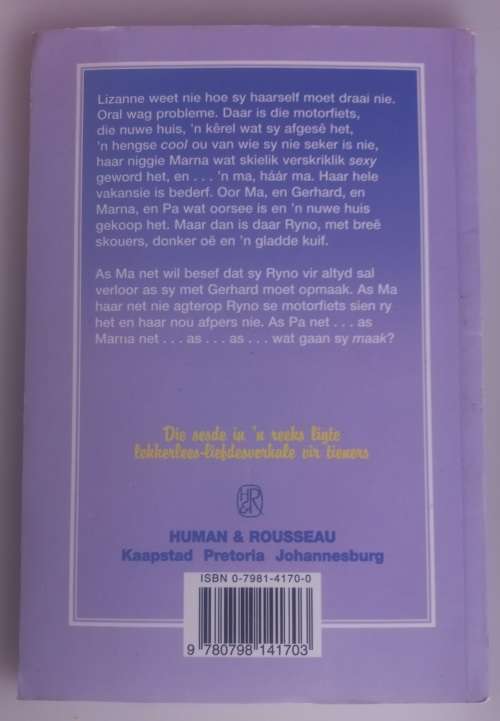 Lizanne weet nie hoe sy haarself moet draai nie.
Oral wag probleme. Daar is die motorfiets,
die nuwe huis, 'n kêrel wat sy afgesê het,
'n hengse cool ou van wie sy nie seker is nie,
haar niggie Marna wat skielik verskriklik sexy
geword het, en . . . 'n ma, háár ma. Haar hele
vakansie is bederf. Oor Ma, en Gerhard, en
Marna, en Pa wat oorsee is en 'n nuwe huis
gekoop het. Maar dan is daar Ryno, met breë
skouers, donker oë en 'n gladde kuif.
As Ma net wil besef dat sy Ryno vir altyd sal
verloor as sy met Gerhard moet opmaak. As Ma
haar net nie agterop Ryno se motorfiets sien ry
het en haar nou afpers nie. As Pa net . . . as
Marna net . . . as . . . as . . . wat gaan sy maak?
Die sesde in 'n reeks ligte
lekkerlees-liefdesverhale vir tieners
H&R
HUMAN & ROUSSEAU
Kaapstad Pretoria Johannesburg
ISBN 0-7981-4170-0
9 780798 141703